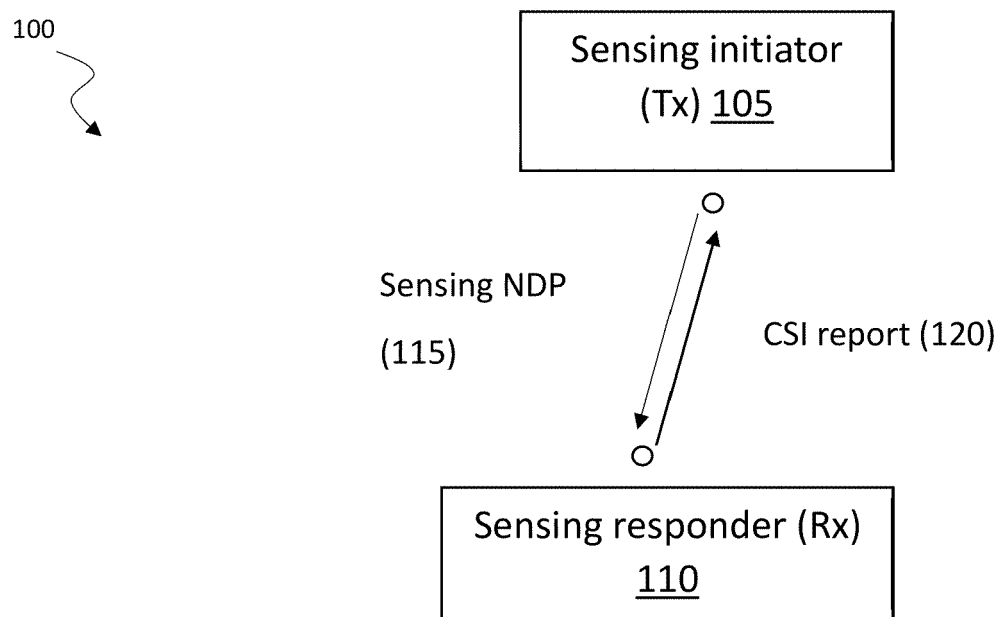 100
Sensing initiator
(Tx) 105
Sensing NDP
(115)
CSI report (120)
Sensing responder (Rx)
110